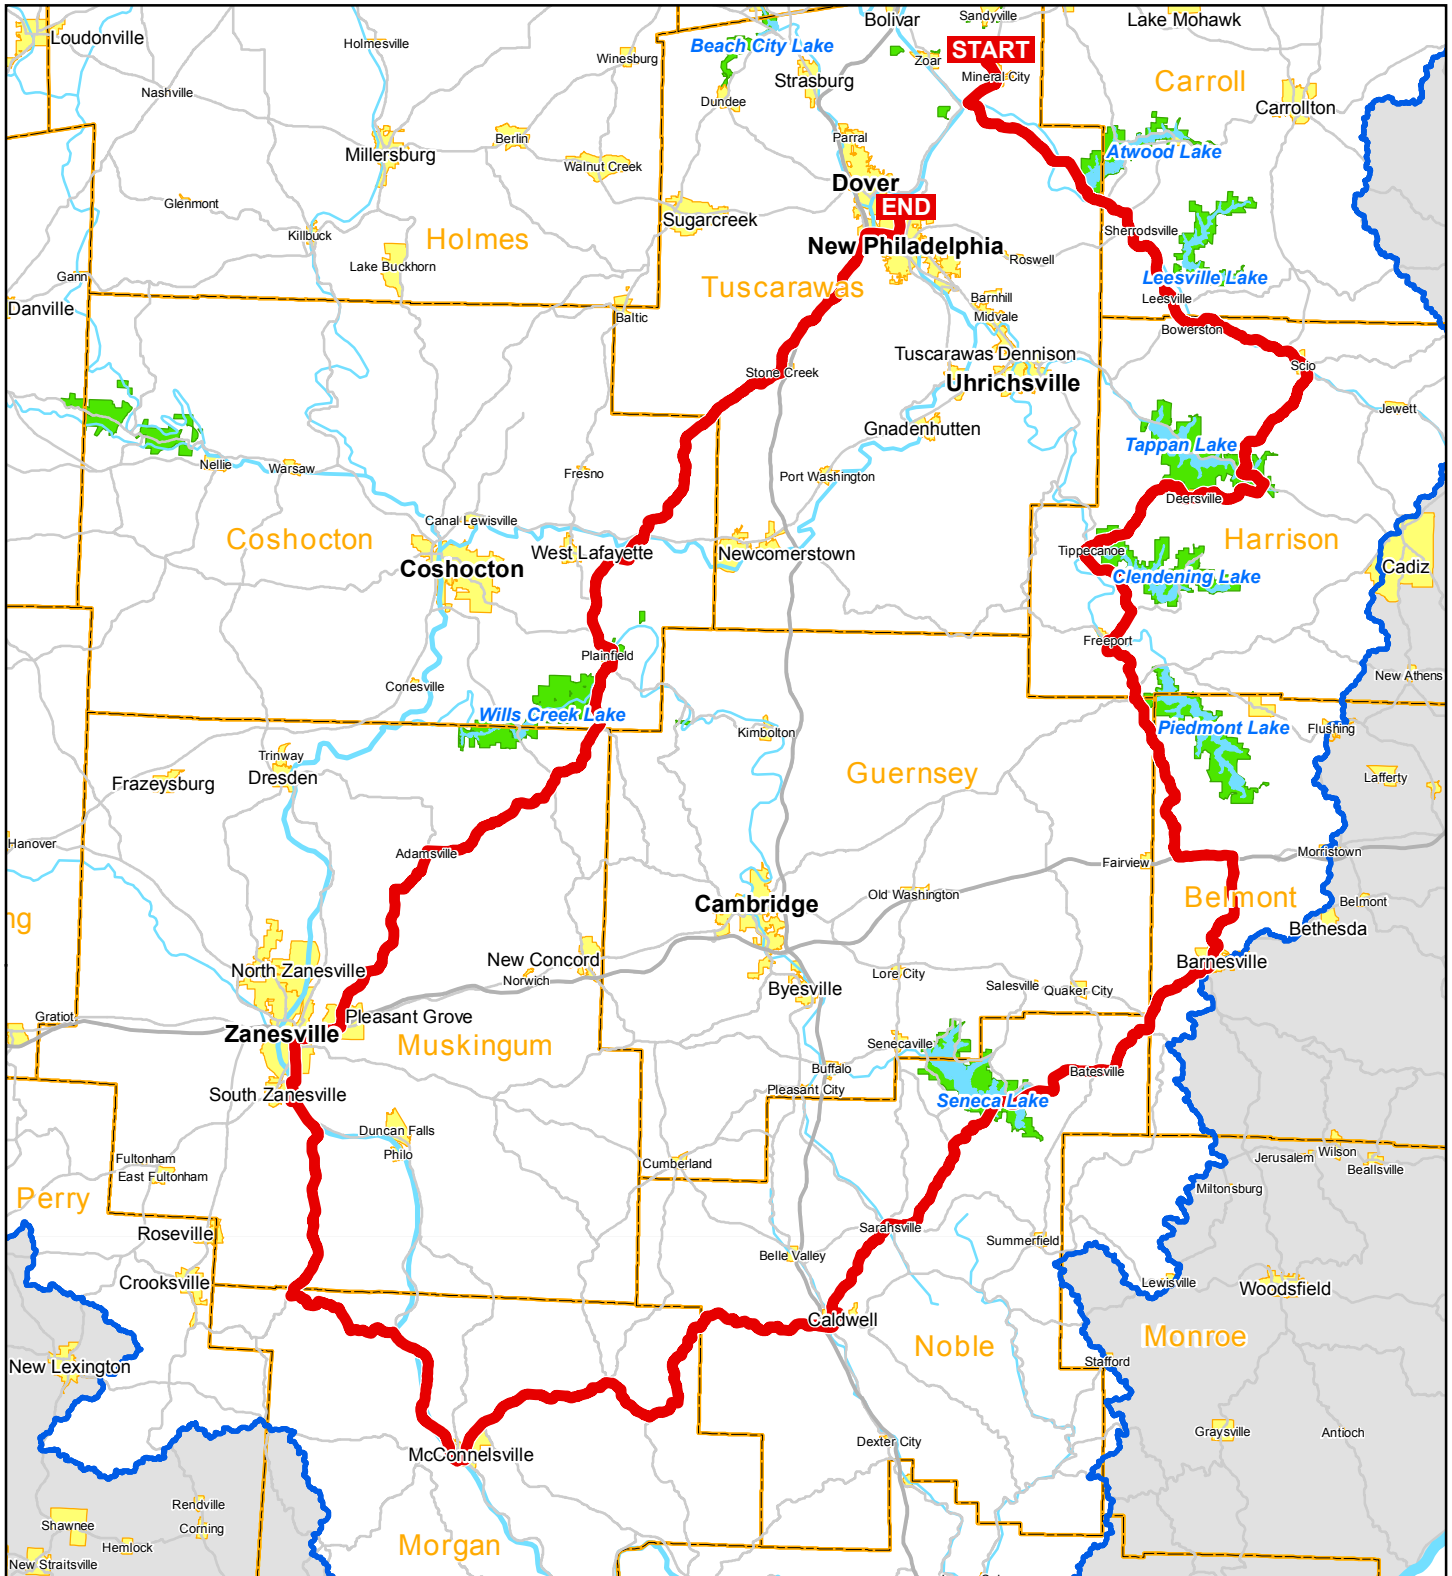 Bolivar
Sandyville
Lake Mohawk
Loudonville
Holmesville
Beach City Lake
START
Winesburg
Zoar
Mineral City
Strasburg
Carroll
Nashville
Dundee
Carrollton
Parral
Berlin
Millersburg
Walnut Creek
Atwood Lake
Dover
Glenmont
END
Sugarcreek
Killbuck
Holmes
New Philadelphia
Sherrodsville
Lake Buckhorn
Roswell
Gann
Tuscarawas
Leesville Lake
Danville
Baltic
Barnhill
Leesville
Midvale
Bowerston
Tuscarawas
Dennison
Scio
Stone Creek
Uhrichsville
Jewett
Gnadenhutten
Tappan Lake
Nellie
Warsaw
Fresno
Port Washington
Deersville
Canal Lewisville
Coshocton
West Lafayette
Newcomerstown
Tippecanoe
Harrison
Coshocton
Clendening Lake
Cadiz
Plainfield
Freeport
Conesville
New Athens
Wills Creek Lake
Kimbolton
Piedmont Lake
Flushing
Trinway
Frazeysburg
Dresden
Guernsey
Lafferty
Hanover
Adamsville
Fairview
Morristown
Old Washington
Cambridge
Belmont
Belmont
ng
Bethesda
North Zanesville
New Concord
Norwich
Barnesville
Lore City
Byesville
Salesville
Quaker City
Gratiot
Pleasant Grove
Zanesville
Muskingum
Senecaville
Buffalo
Batesville
South Zanesville
Pleasant City
Seneca Lake
Duncan Falls
Philo
Fultonham
Cumberland
Jerusalem
Wilson
East Fultonham
Beallsville
Perry
Miltonsburg
Roseville
Sarahsville
Belle Valley
Summerfield
Crooksville
Lewisville
Woodsfield
Caldwell
Noble
Monroe
New Lexington
Stafford
McConnelsville
Dexter City
Graysville
Antioch
Rendville
Shawnee
Corning
Hemlock
Morgan
New Straitsville